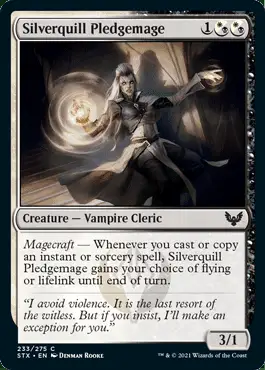 Silverquill Pledgemage 1
Creature — Vampire Cleric
Magecraft — Whenever you cast or copy
an instant or sorcery spell, Silverquill
Pledgemage gains your choice of flying
or lifelink until end of turn.
“I avoid violence. It is the last resort of
the witless. But if you insist, I’ll make an
exception for you.”
3/1
233/275 C
STX • EN DENMAN ROOKE
™ & © 2021 Wizards of the Coast